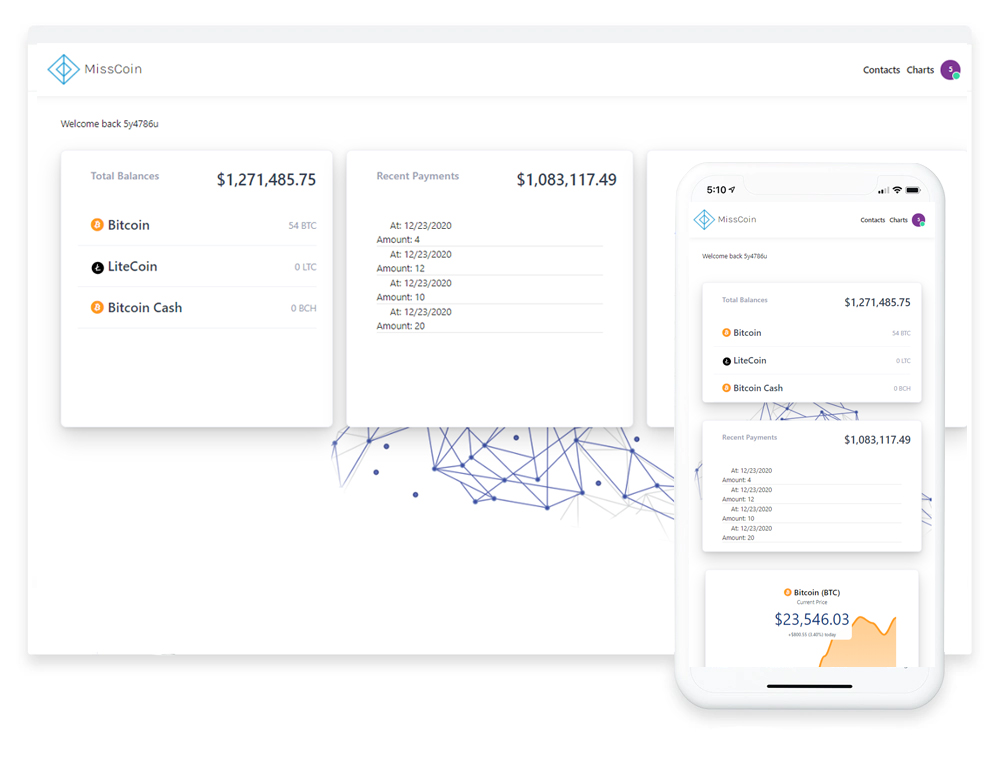 MissCoin
Contacts Charts 5
Welcome back 5y4786u
Total Balances $1,271,485.75
Bitcoin 54 BTC
LiteCoin 0 LTC
Bitcoin Cash 0 BCH
Recent Payments $1,083,117.49
At: 12/23/2020
Amount: 4
At: 12/23/2020
Amount: 12
At: 12/23/2020
Amount: 10
At: 12/23/2020
Amount: 20
5:10
MissCoin
Contacts Charts 5
Welcome back 5y4786u
Total Balances $1,271,485.75
Bitcoin 54 BTC
LiteCoin 0 LTC
Bitcoin Cash 0 BCH
Recent Payments $1,083,117.49
At: 12/23/2020
Amount: 4
At: 12/23/2020
Amount: 12
At: 12/23/2020
Amount: 10
At: 12/23/2020
Amount: 20
Bitcoin (BTC)
Current Price
$23,546.03
today